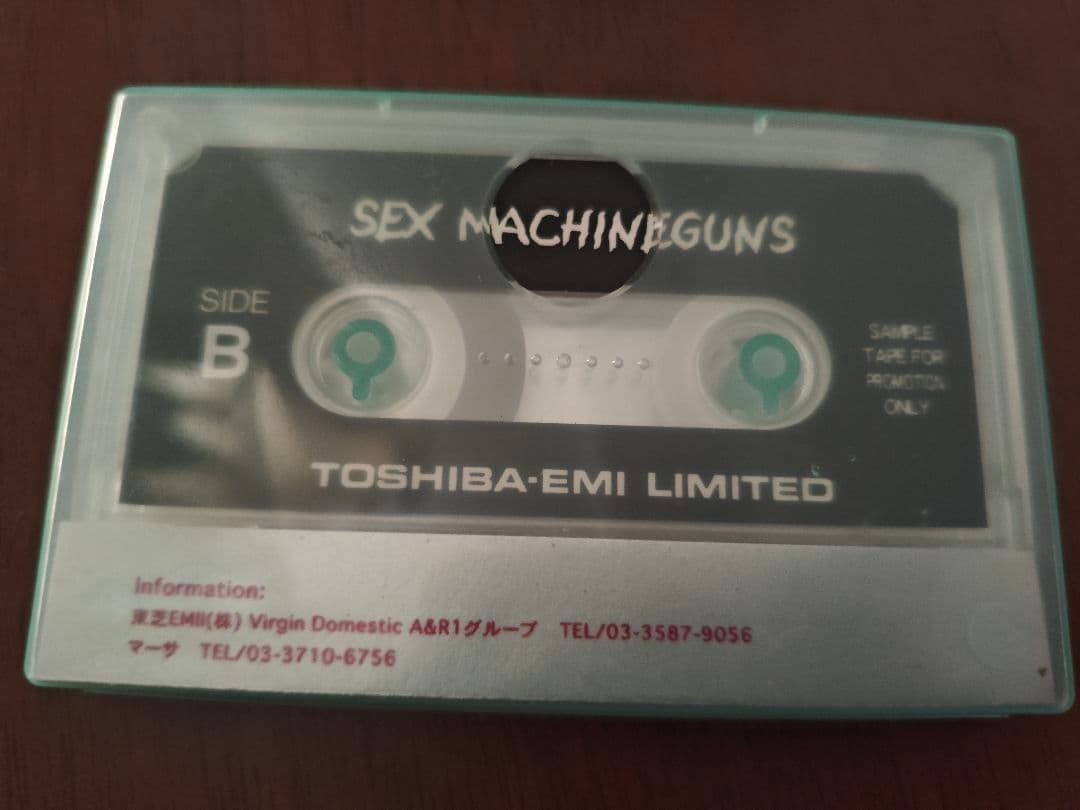 SEX MACHINEGUNS
SIDE
B
SAMPLE
TAPE FOR
PROMOTION
ONLY
TOSHIBA-EMI LIMITED
Information:
東芝EMI(株) Virgin Domestic A&R1グループ TEL/03-3587-9056
マーサ TEL/03-3710-6756